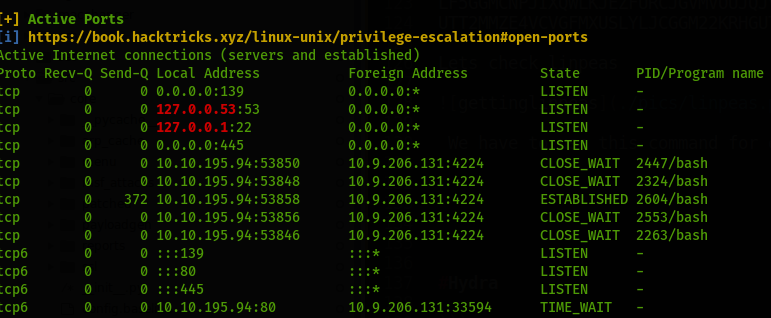 [+] Active Ports
[i] https://book.hacktricks.xyz/linux-unix/privilege-escalation#open-ports
Active Internet connections (servers and established)
Proto Recv-Q Send-Q Local Address Foreign Address State PID/Program name
tcp 0 0 0.0.0.0:139 0.0.0.0:* LISTEN -
tcp 0 0 127.0.0.53:53 0.0.0.0:* LISTEN -
tcp 0 0 127.0.0.1:22 0.0.0.0:* LISTEN -
tcp 0 0 0.0.0.0:445 0.0.0.0:* LISTEN -
tcp 0 0 10.10.195.94:53850 10.9.206.131:4224 CLOSE_WAIT 2447/bash
tcp 0 0 10.10.195.94:53848 10.9.206.131:4224 CLOSE_WAIT 2324/bash
tcp 0 372 10.10.195.94:53858 10.9.206.131:4224 ESTABLISHED 2604/bash
tcp 0 0 10.10.195.94:53856 10.9.206.131:4224 CLOSE_WAIT 2553/bash
tcp 0 0 10.10.195.94:53846 10.9.206.131:4224 CLOSE_WAIT 2263/bash
tcp6 0 0 :::139 :::* LISTEN -
tcp6 0 0 :::80 :::* LISTEN -
tcp6 0 0 :::445 :::* LISTEN -
tcp6 0 0 10.10.195.94:80 10.9.206.131:33594 TIME_WAIT -